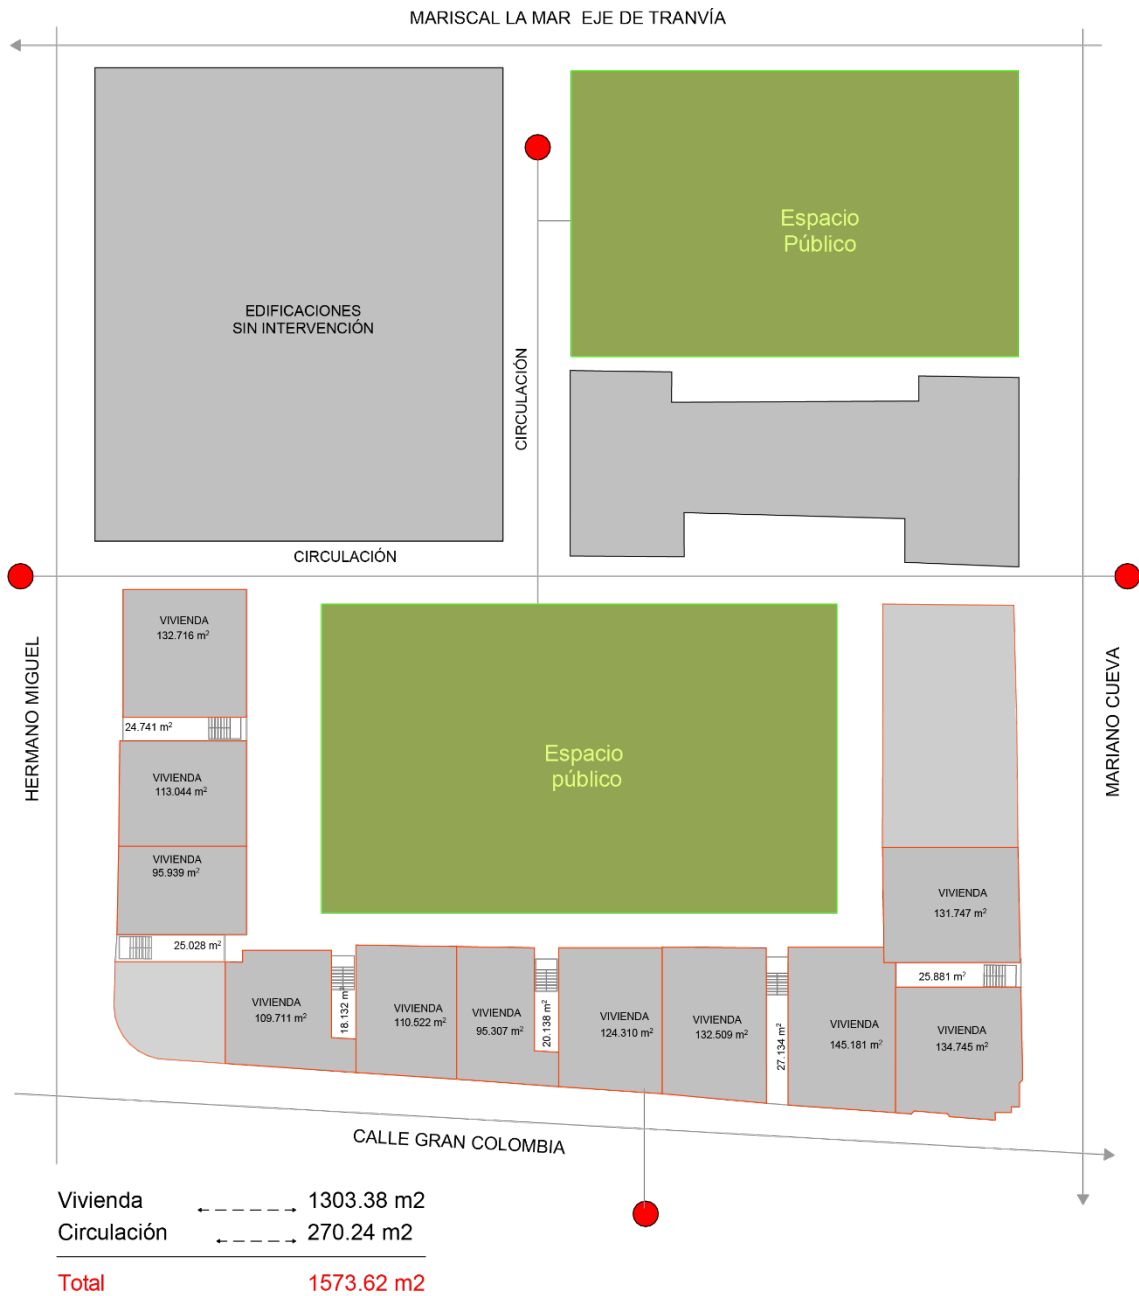 MARISCAL LA MAR EJE DE TRANVÍA
Espacio
Público
EDIFICACIONES
SIN INTERVENCIÓN
CIRCULACIÓN
CIRCULACIÓN
HERMANO MIGUEL
MARIANO CUEVA
VIVIENDA
132.716 m²
24.741 m²
VIVIENDA
113.044 m²
VIVIENDA
95.939 m²
25.028 m²
Espacio
público
VIVIENDA
131.747 m²
25.881 m²
VIVIENDA
109.711 m²
18.132 m²
VIVIENDA
110.522 m²
VIVIENDA
95.307 m²
20.138 m²
VIVIENDA
124.310 m²
VIVIENDA
132.509 m²
27.134 m²
VIVIENDA
145.181 m²
VIVIENDA
134.745 m²
CALLE GRAN COLOMBIA
Vivienda 1303.38 m2
Circulación 270.24 m2
Total 1573.62 m2